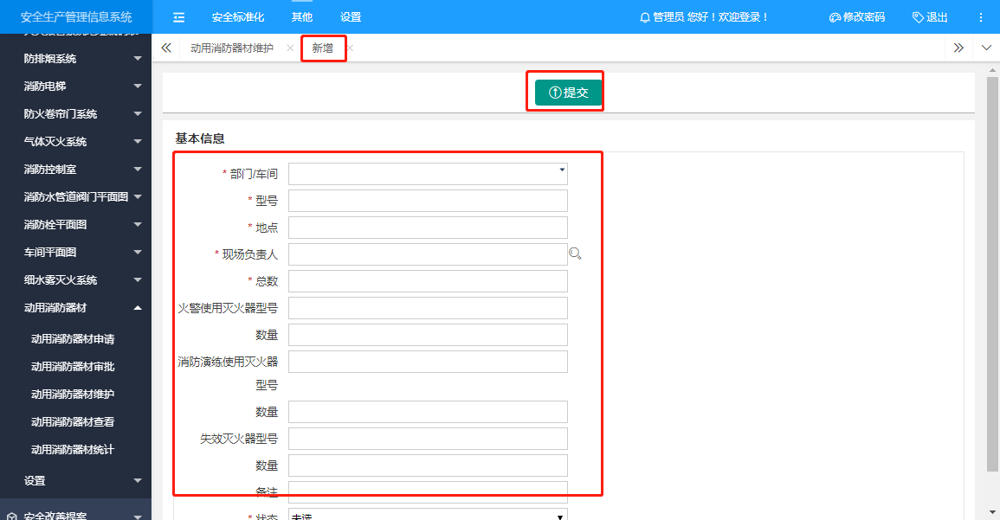 安全生产管理信息系统
安全标准化 其他 设置
管理员 您好！欢迎登录！ 修改密码 退出
动用消防器材维护 新增
防排烟系统
消防电梯
防火卷帘门系统
气体灭火系统
消防控制室
消防水管道阀门平面图
消防栓平面图
车间平面图
细水雾灭火系统
动用消防器材
动用消防器材申请
动用消防器材审批
动用消防器材维护
动用消防器材查看
动用消防器材统计
设置
安全改善提案
提交
基本信息
* 部门/车间
* 型号
* 地点
* 现场负责人
* 总数
火警使用灭火器型号
数量
消防演练使用灭火器
型号
数量
失效灭火器型号
数量
备注
* 状态 未选